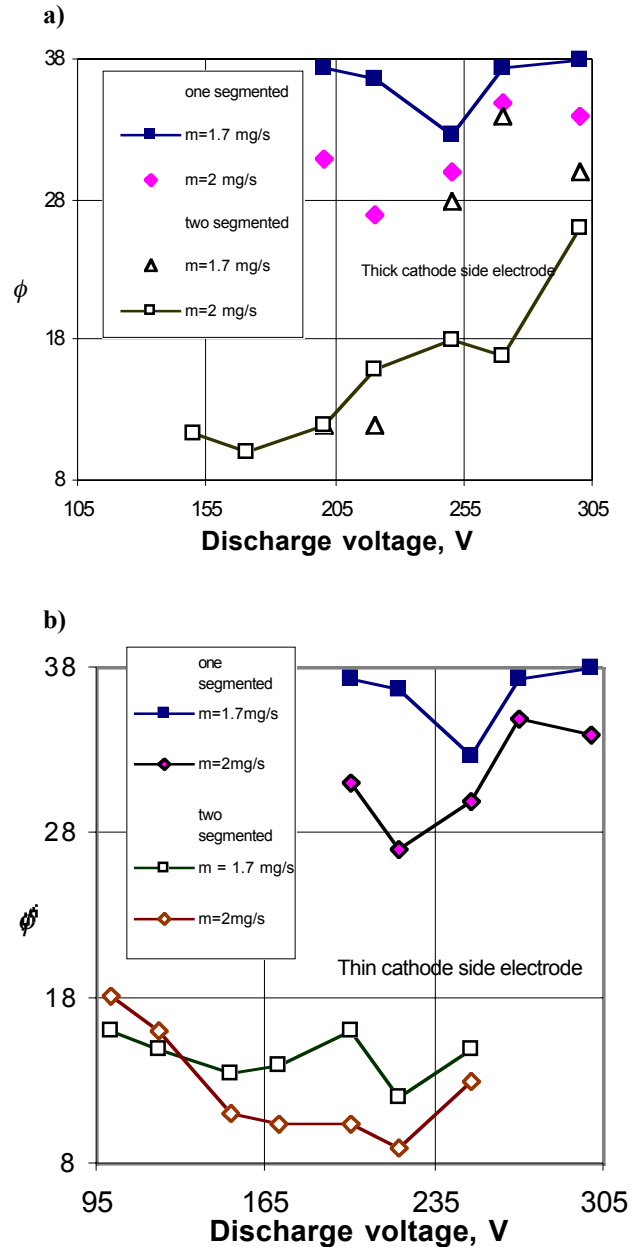 a)
38
28
18
8
ϕ
one segmented
m=1.7 mg/s
m=2 mg/s
two segmented
m=1.7 mg/s
m=2 mg/s
Thick cathode side electrode
105
155
205
255
305
Discharge voltage, V
b)
38
28
18
8
one
segmented
m=1.7mg/s
m=2mg/s
two
segmented
m = 1.7 mg/s
m=2mg/s
Thin cathode side electrode
95
165
235
305
Discharge voltage, V